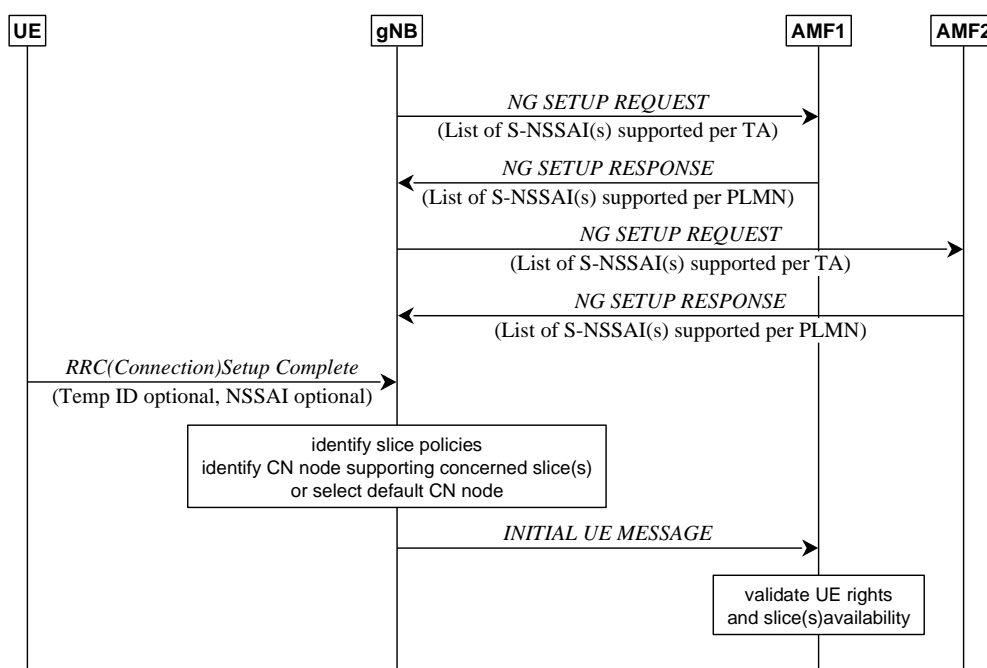 UE gNB AMF1 AMF2
NG SETUP REQUEST
(List of S-NSSAI(s) supported per TA)
NG SETUP RESPONSE
(List of S-NSSAI(s) supported per PLMN)
NG SETUP REQUEST
(List of S-NSSAI(s) supported per TA)
NG SETUP RESPONSE
(List of S-NSSAI(s) supported per PLMN)
RRC(Connection)Setup Complete
(Temp ID optional, NSSAI optional)
identify slice policies
identify CN node supporting concerned slice(s)
or select default CN node
INITIAL UE MESSAGE
validate UE rights
and slice(s)availability